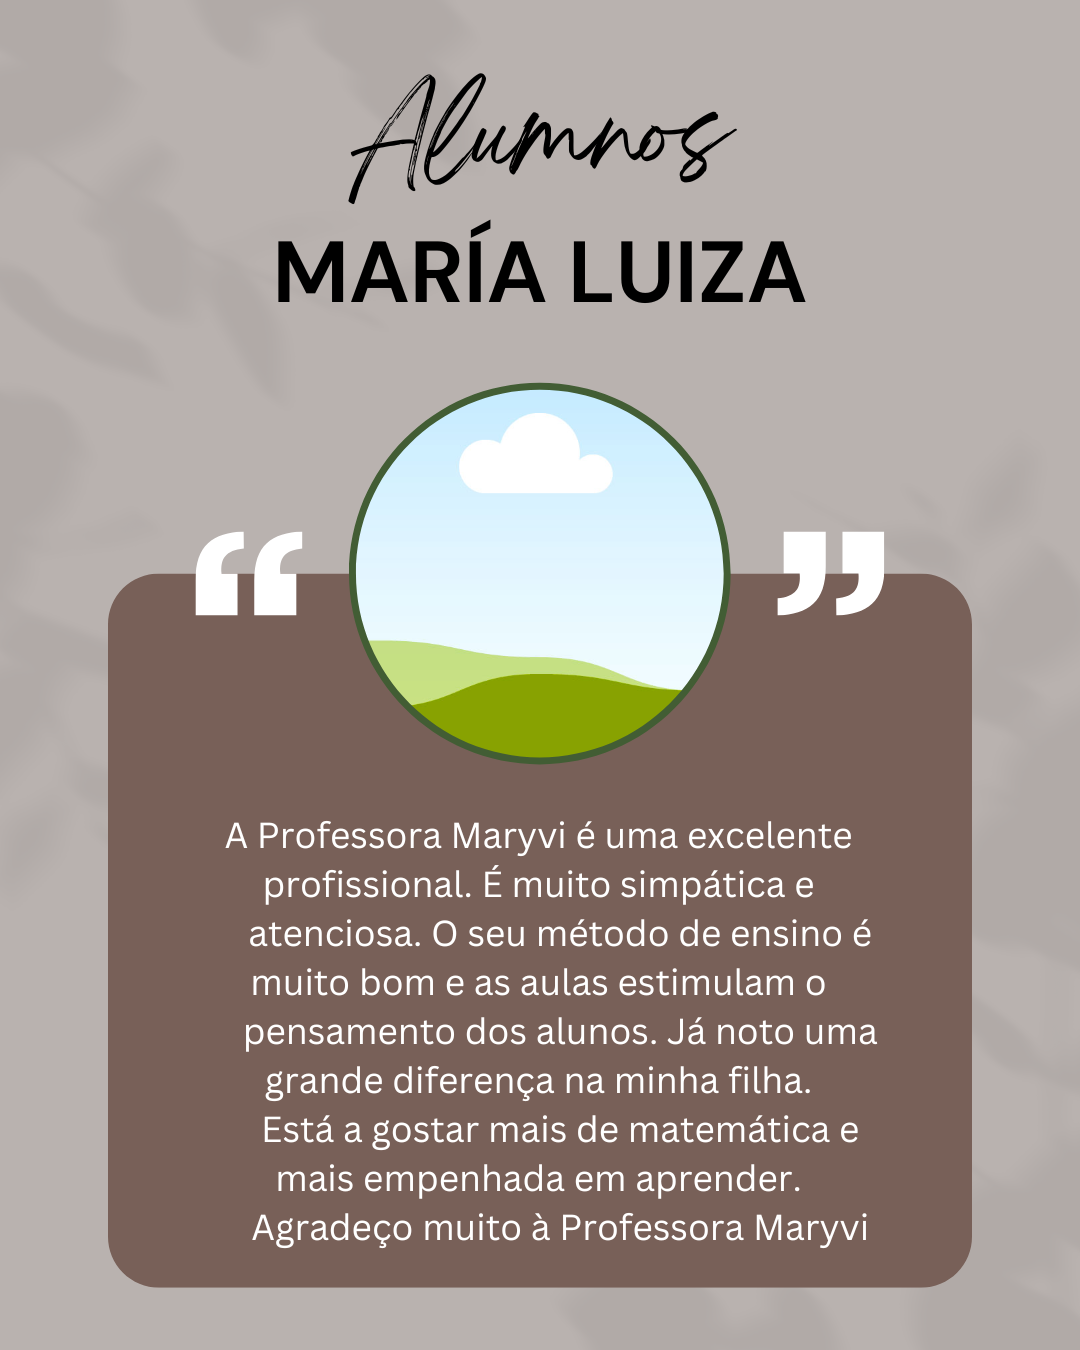 Alumnos
MARÍA LUIZA
“ ”
A Professora Maryvi é uma excelente
profissional. É muito simpática e
atenciosa. O seu método de ensino é
muito bom e as aulas estimulam o
pensamento dos alunos. Já noto uma
grande diferença na minha filha.
Está a gostar mais de matemática e
mais empenhada em aprender.
Agradeço muito à Professora Maryvi